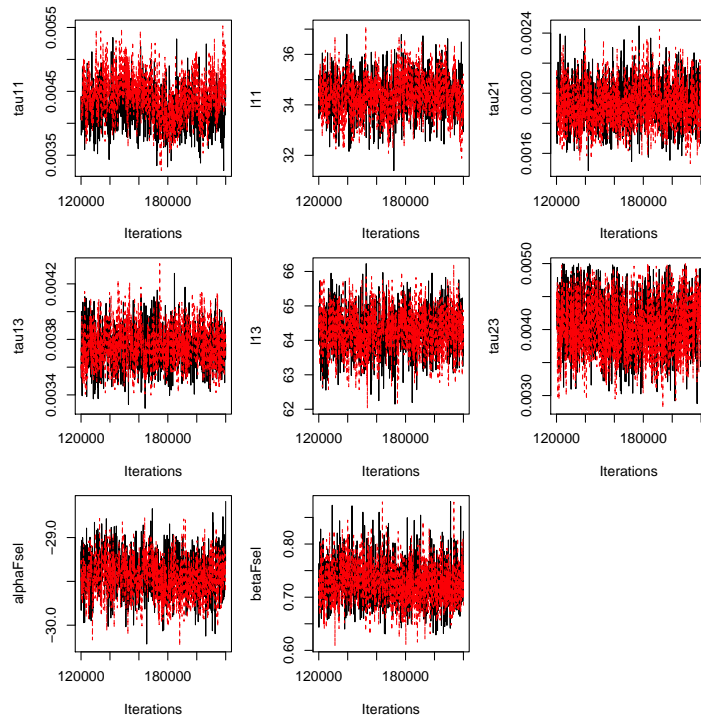 tau11
0.0035 0.0045 0.0055
120000 180000
Iterations
l11
32 33 34 36
120000 180000
Iterations
tau21
0.0016 0.0020 0.0024
120000 180000
Iterations
tau13
0.0034 0.0038 0.0042
120000 180000
Iterations
l13
62 63 64 65 66
120000 180000
Iterations
tau23
0.0030 0.0040 0.0050
120000 180000
Iterations
alphaFsel
-30.0 -29.0
120000 180000
Iterations
betaFsel
0.60 0.70 0.80
120000 180000
Iterations